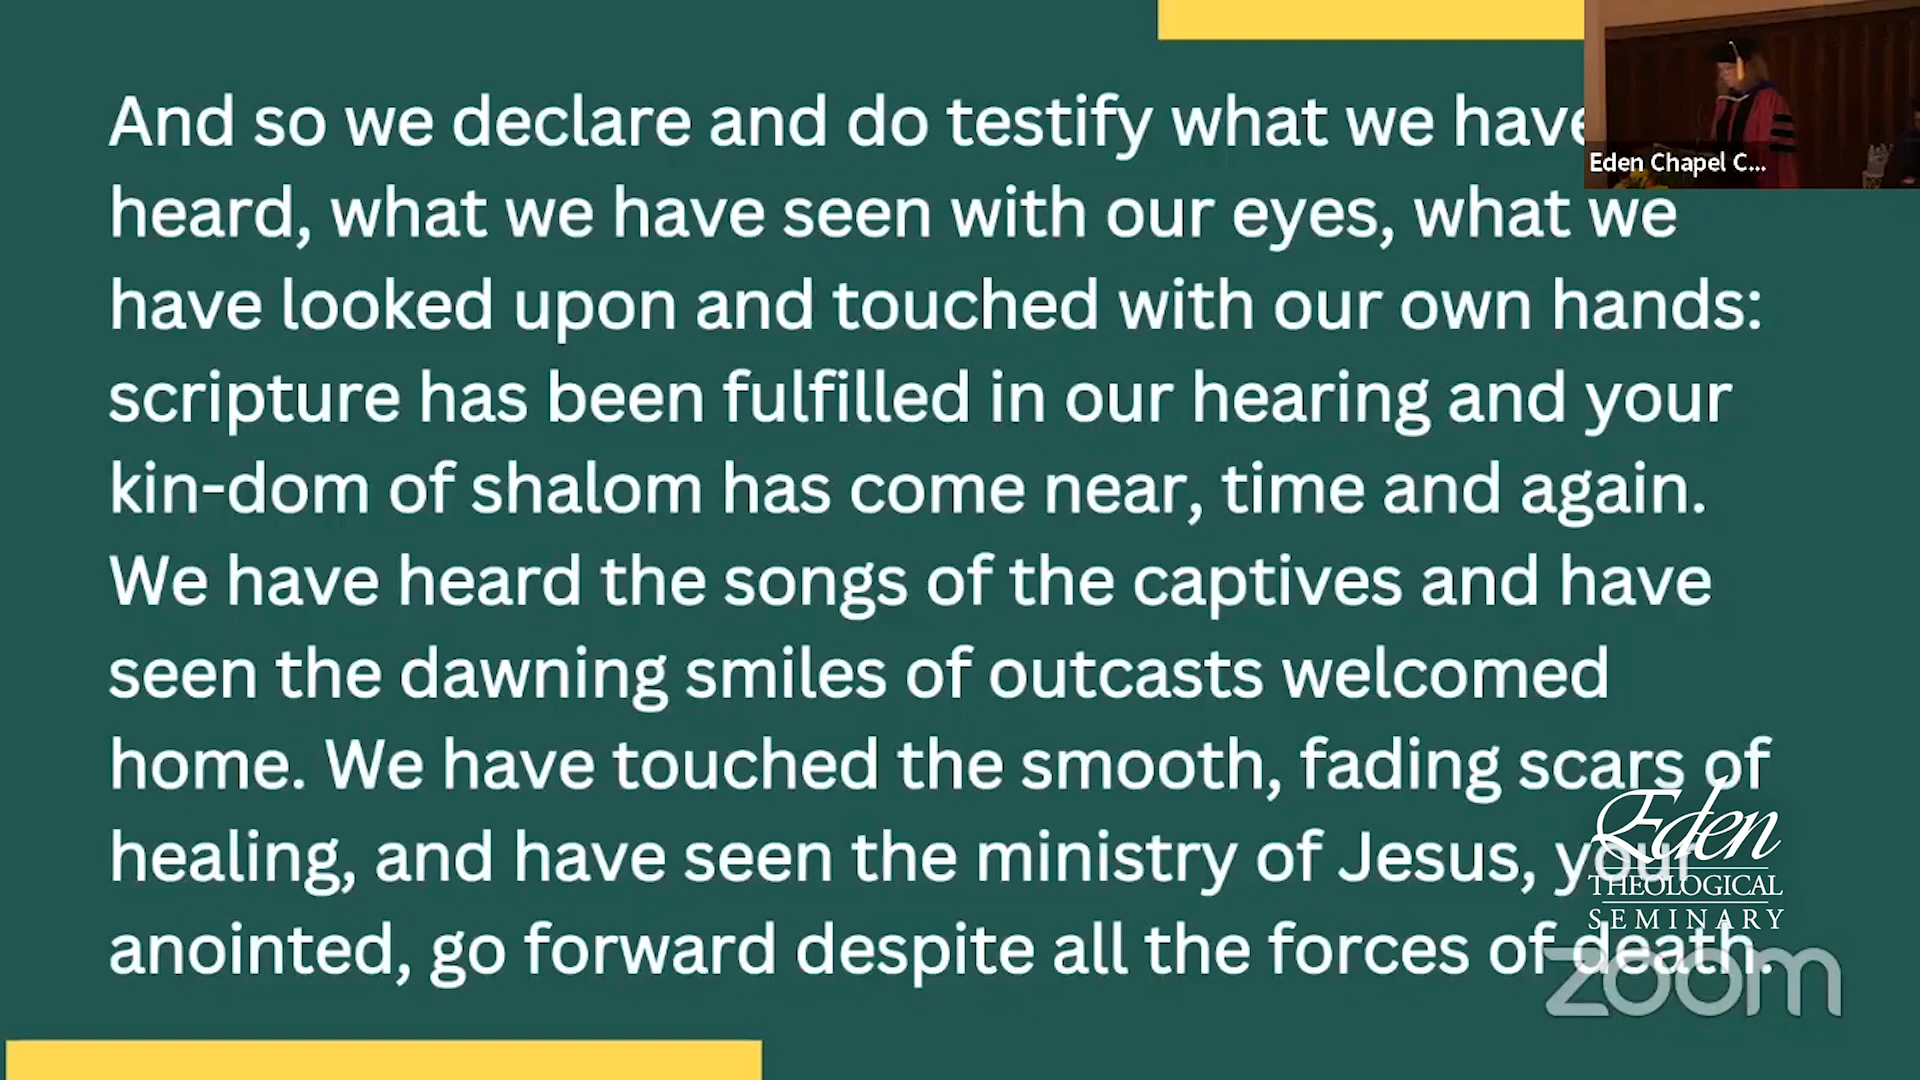 And so we declare and do testify what we have
heard, what we have seen with our eyes, what we
have looked upon and touched with our own hands:
scripture has been fulfilled in our hearing and your
kin-dom of shalom has come near, time and again.
We have heard the songs of the captives and have
seen the dawning smiles of outcasts welcomed
home. We have touched the smooth, fading scars of
healing, and have seen the ministry of Jesus, your
anointed, go forward despite all the forces of death.
Eden Chapel C...
Eden
THEOLOGICAL
SEMINARY
zoom